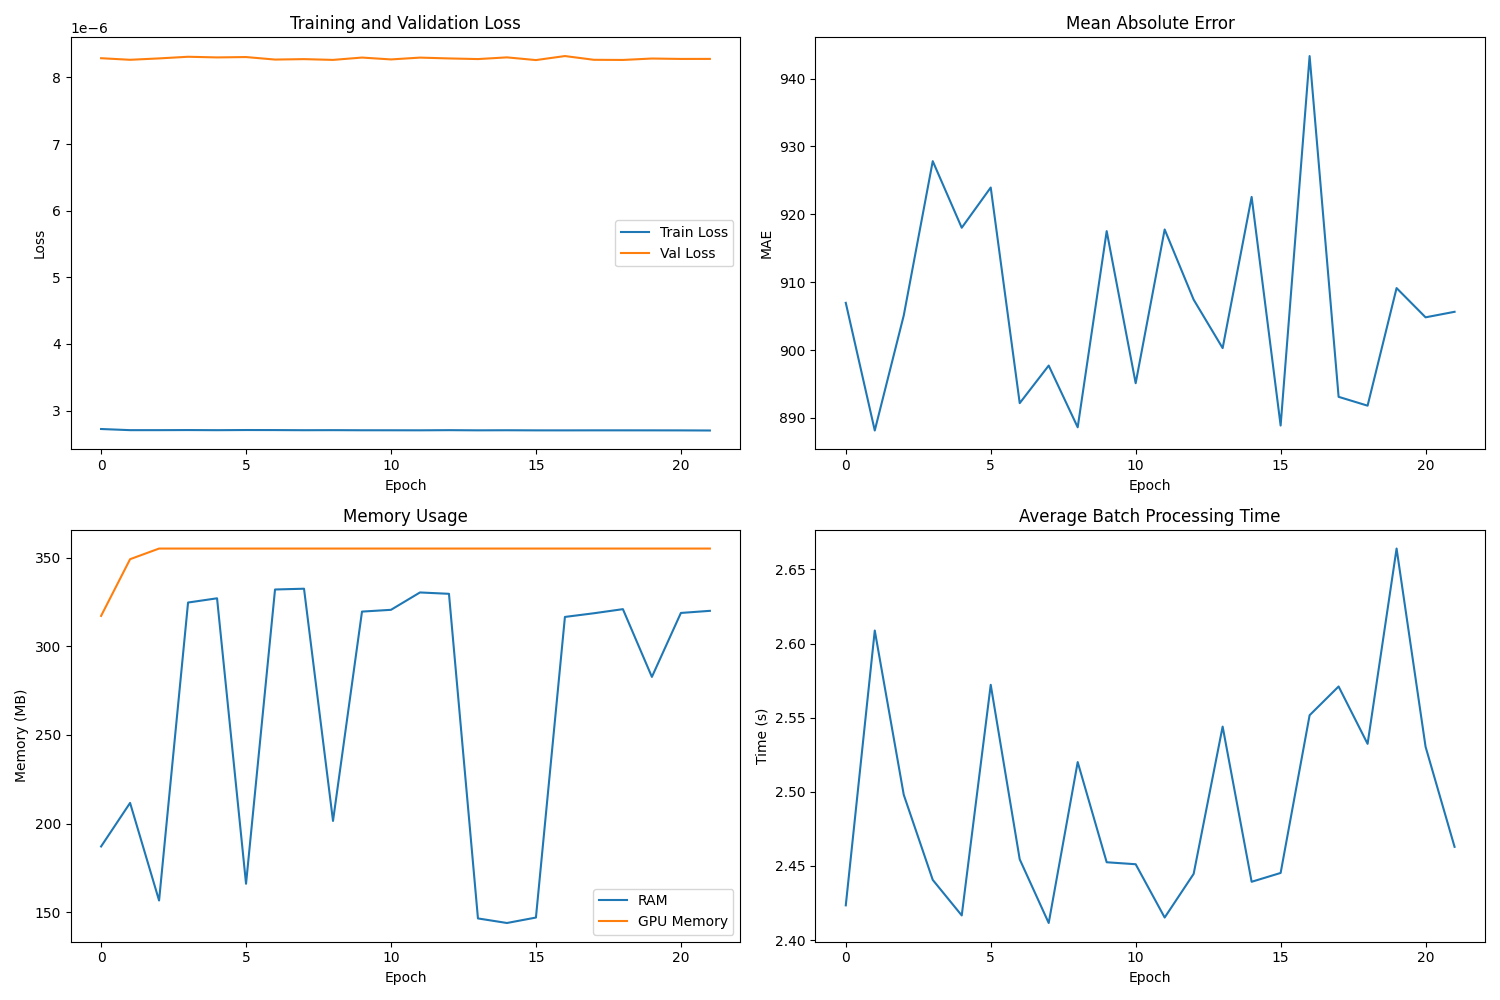 Training and Validation Loss
1e−6
8
7
6
5
4
3
Loss
Train Loss
Val Loss
0 5 10 15 20
Epoch
Mean Absolute Error
940
930
920
910
900
890
MAE
0 5 10 15 20
Epoch
Memory Usage
350
300
250
200
150
Memory (MB)
RAM
GPU Memory
0 5 10 15 20
Epoch
Average Batch Processing Time
2.65
2.60
2.55
2.50
2.45
2.40
Time (s)
0 5 10 15 20
Epoch